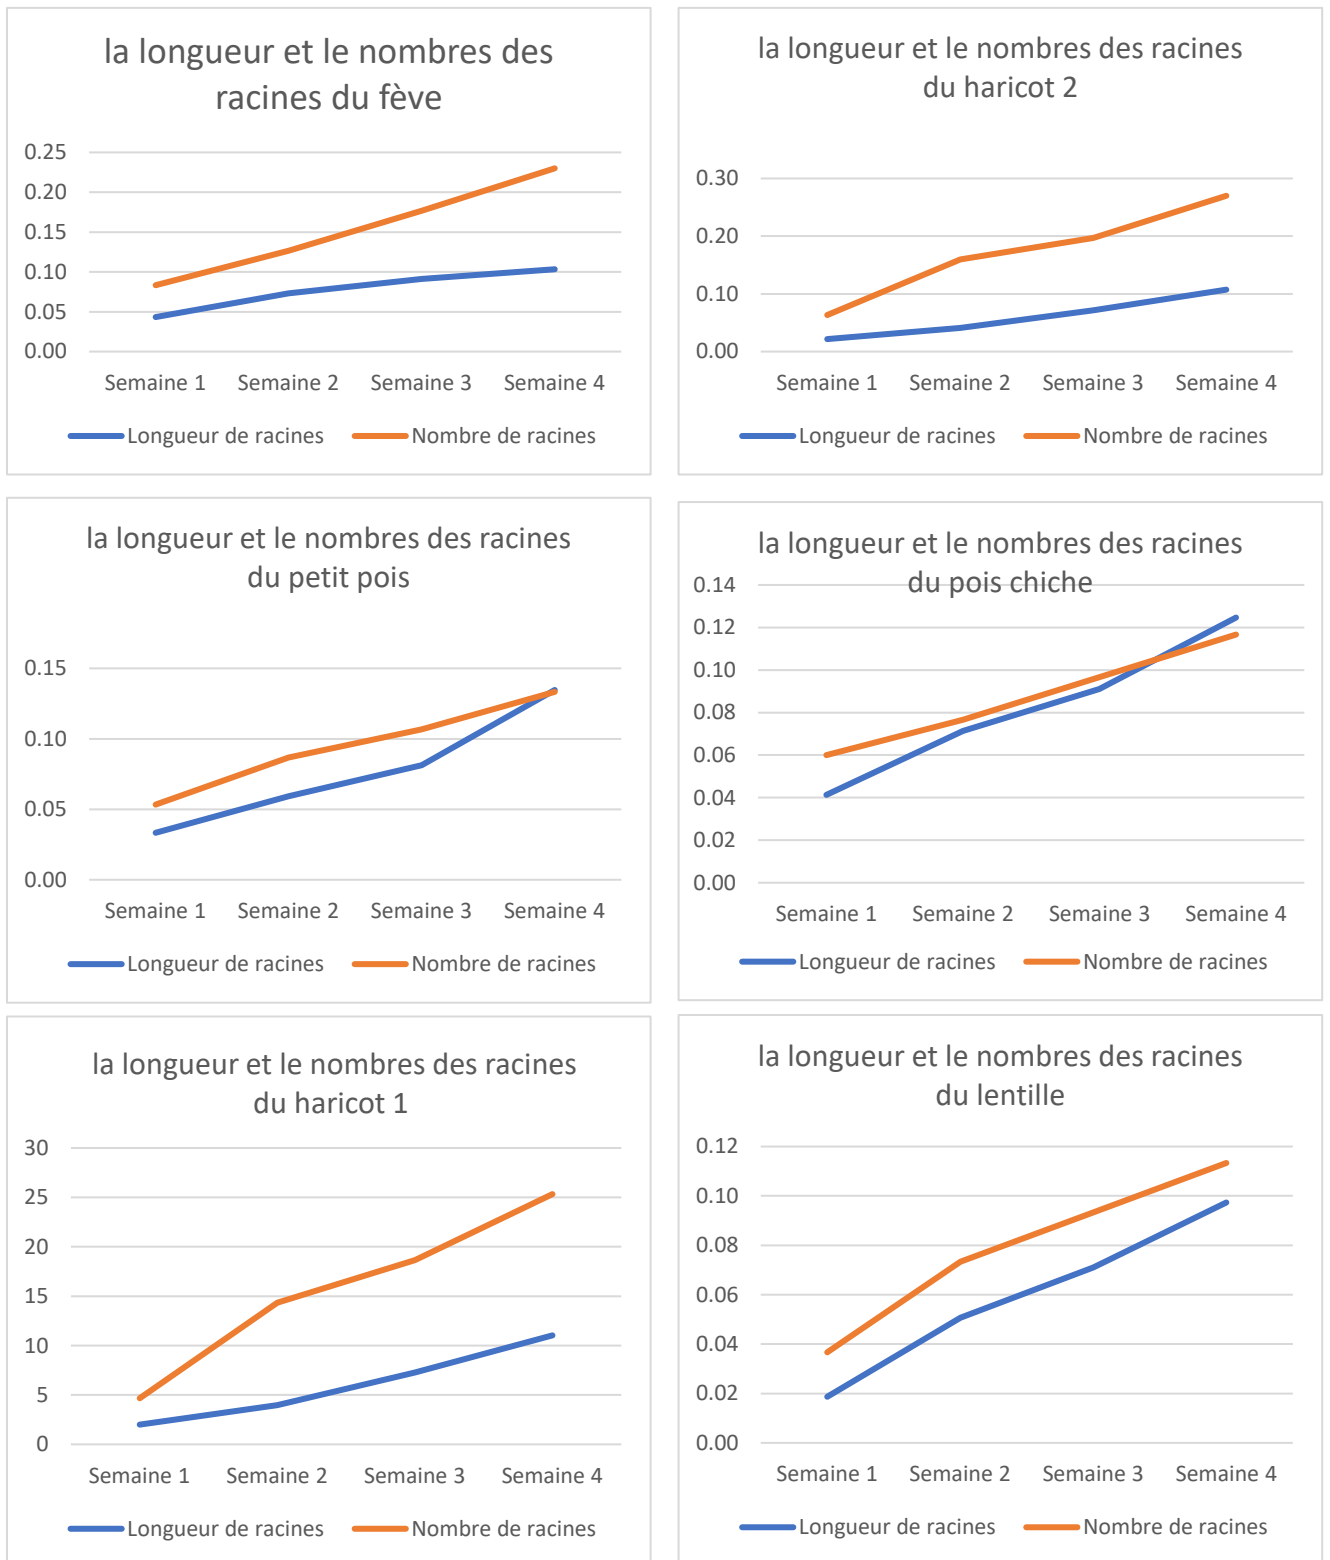 la longueur et le nombres des
racines du fève
0.25
0.20
0.15
0.10
0.05
0.00
Semaine 1 Semaine 2 Semaine 3 Semaine 4
Longueur de racines Nombre de racines
la longueur et le nombres des racines
du haricot 2
0.30
0.20
0.10
0.00
Semaine 1 Semaine 2 Semaine 3 Semaine 4
Longueur de racines Nombre de racines
la longueur et le nombres des racines
du petit pois
0.15
0.10
0.05
0.00
Semaine 1 Semaine 2 Semaine 3 Semaine 4
Longueur de racines Nombre de racines
la longueur et le nombres des racines
du pois chiche
0.14
0.12
0.10
0.08
0.06
0.04
0.02
0.00
Semaine 1 Semaine 2 Semaine 3 Semaine 4
Longueur de racines Nombre de racines
la longueur et le nombres des racines
du haricot 1
30
25
20
15
10
5
0
Semaine 1 Semaine 2 Semaine 3 Semaine 4
Longueur de racines Nombre de racines
la longueur et le nombres des racines
du lentille
0.12
0.10
0.08
0.06
0.04
0.02
0.00
Semaine 1 Semaine 2 Semaine 3 Semaine 4
Longueur de racines Nombre de racines